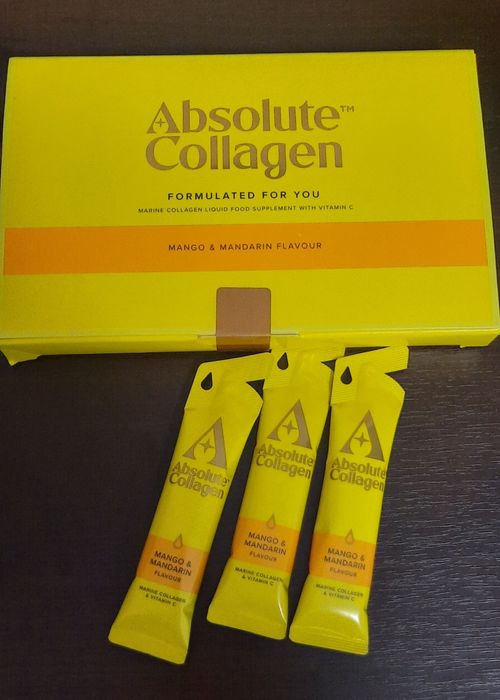 Absolute™
Collagen
FORMULATED FOR YOU
MARINE COLLAGEN LIQUID FOOD SUPPLEMENT WITH VITAMIN C
MANGO & MANDARIN FLAVOUR
Absolute
Collagen
MANGO &
MANDARIN
FLAVOUR
MARINE COLLAGEN
& VITAMIN C
Absolute
Collagen
MANGO &
MANDARIN
FLAVOUR
MARINE COLLAGEN
& VITAMIN C
Absolute
Collagen
MANGO &
MANDARIN
FLAVOUR
MARINE COLLAGEN
& VITAMIN C